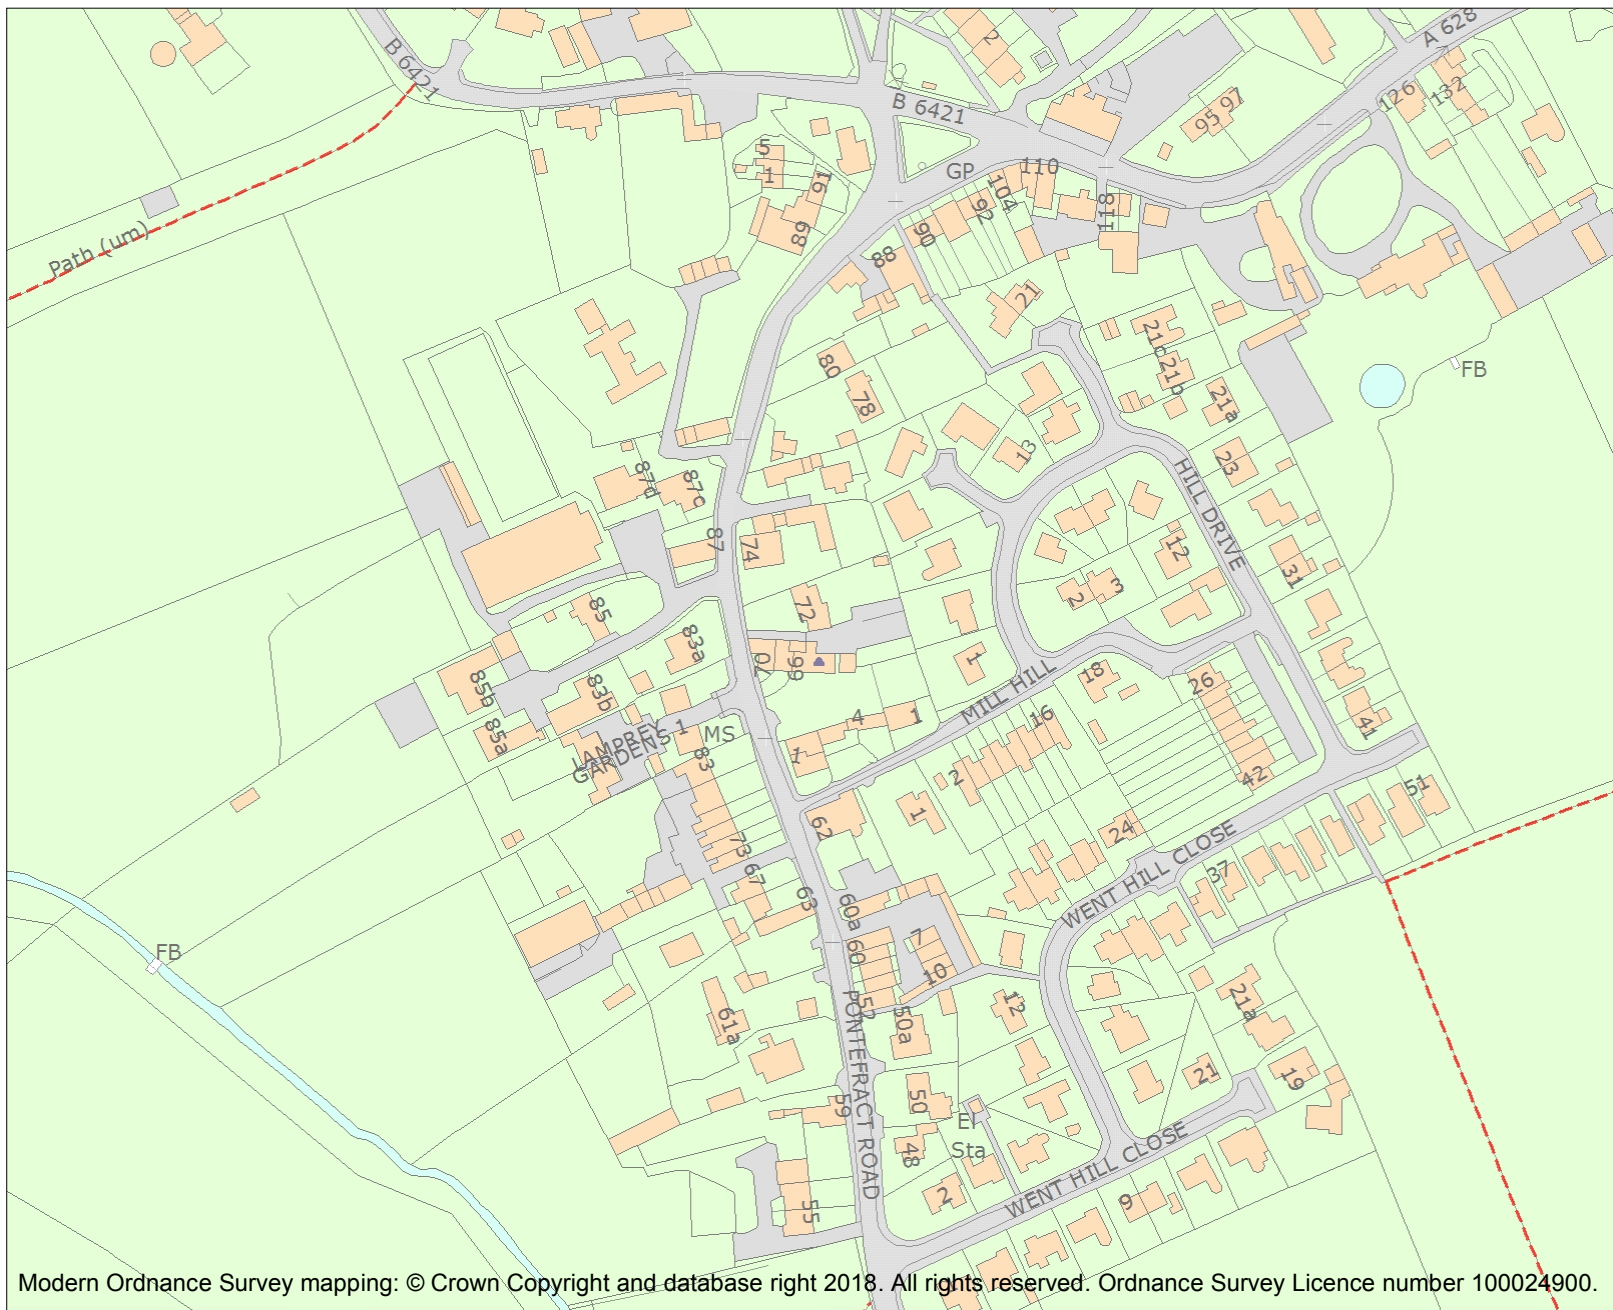 B 6421
2
A 628
132
126
95 97
B 6421
5
1
91
GP
110
104
92
118
89
90
88
Path (um)
21
21c
21b
21a
80
78
FB
13
23
HILL DRIVE
87d
87c
87
74
12
31
3
2
72
85
83a
70
66
1
MILL HILL
18
26
85b
83b
85a
LAMPREY
GARDENS 1
MS
83
4
1
1
16
41
42
2
51
1
62
24
73
67
WENT HILL CLOSE
37
63
60a
60
7
10
FB
12
21a
52
50a
61a
PONTEFRACT ROAD
21
19
59
50
El
Sta
48
WENT HILL CLOSE
2
9
55
Modern Ordnance Survey mapping: © Crown Copyright and database right 2018. All rights reserved. Ordnance Survey Licence number 100024900.